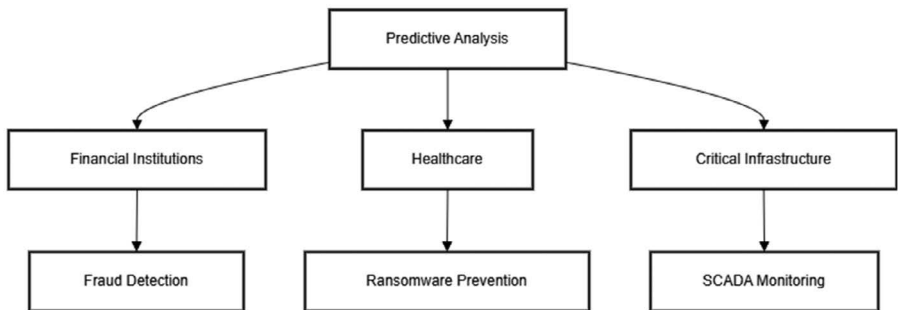 Predictive Analysis
Financial Institutions
Healthcare
Critical Infrastructure
Fraud Detection
Ransomware Prevention
SCADA Monitoring